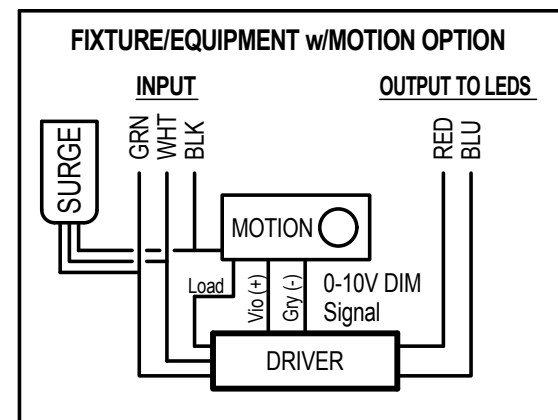 FIXTURE/EQUIPMENT w/MOTION OPTION
INPUT
OUTPUT TO LEDS
SURGE
GRN
WHT
BLK
RED
BLU
MOTION
Load
Vio (+)
Gry (-)
0-10V DIM
Signal
DRIVER